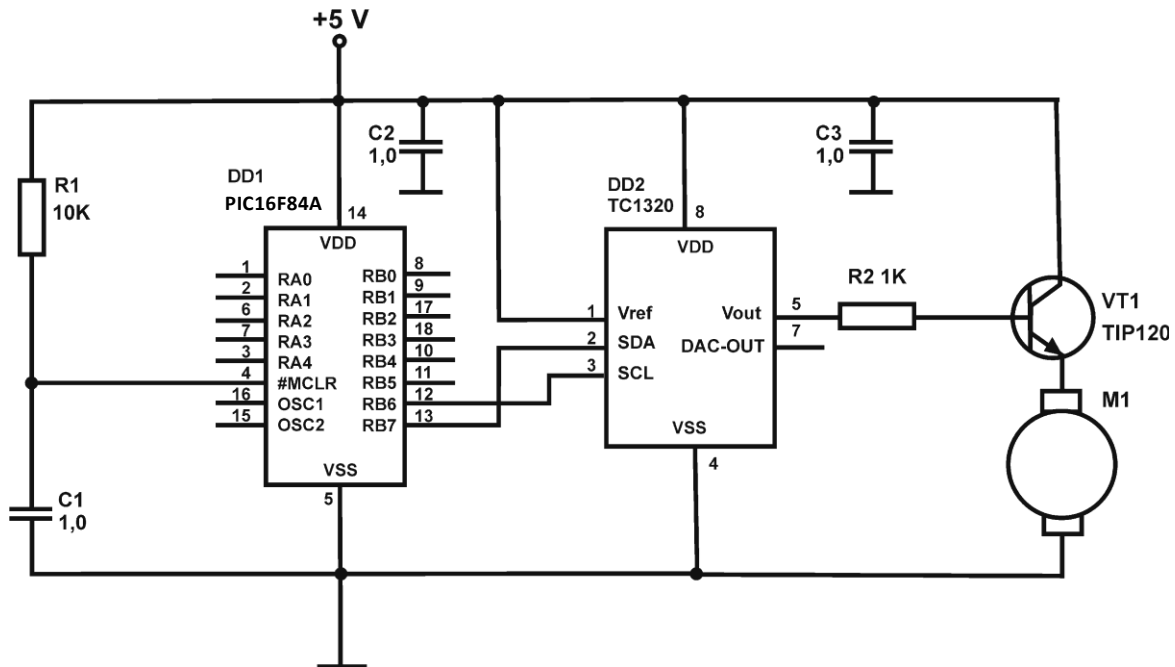 +5 V
R1
10K
C1
1,0
DD1
PIC16F84A
14
VDD
1
RA0
2
RA1
6
RA2
7
RA3
3
RA4
4
#MCLR
16
OSC1
15
OSC2
RB0
8
RB1
9
RB2
17
RB3
18
RB4
10
RB5
11
RB6
12
RB7
13
VSS
5
C2
1,0
DD2
TC1320
8
VDD
1
Vref
2
SDA
3
SCL
Vout
5
DAC-OUT
7
VSS
4
C3
1,0
R2 1K
VT1
TIP120
M1